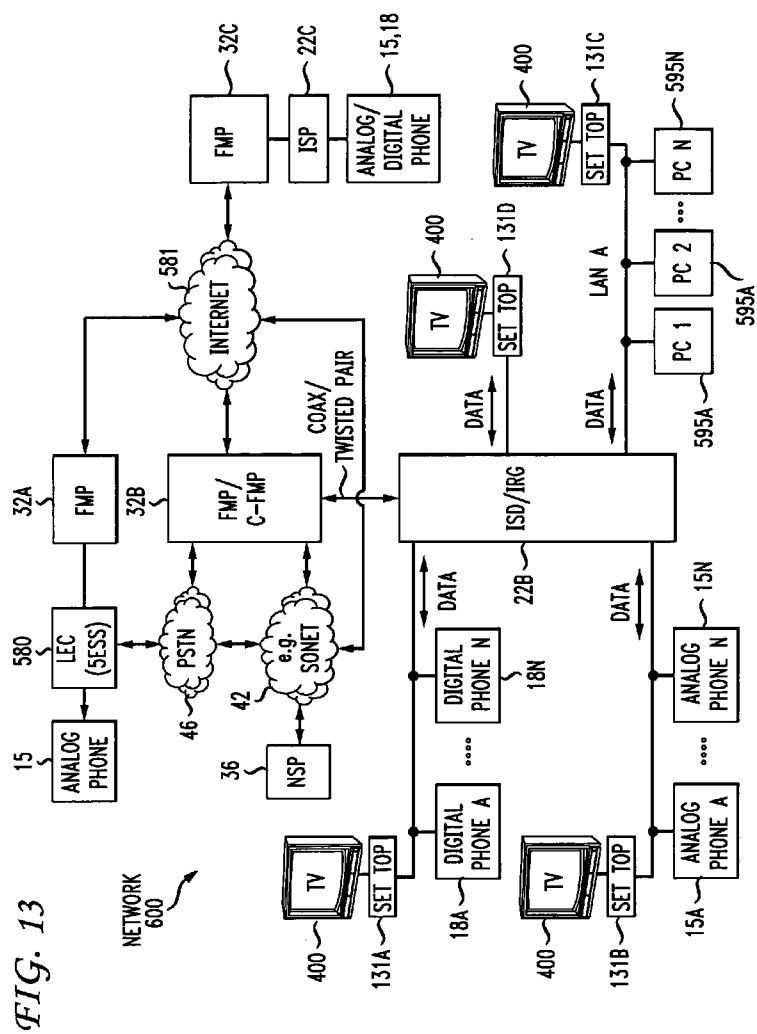 FIG. 13
NETWORK
600
15
ANALOG
PHONE
580
LEC
(5ESS)
32A
FMP
46
PSTN
36
NSP
42
e.g.
SONET
32B
FMP/
C-FMP
581
INTERNET
32C
FMP
22C
ISP
15,18
ANALOG/
DIGITAL
PHONE
COAX/
TWISTED PAIR
TV
400
SET TOP
131A
DIGITAL
PHONE A
18A
DIGITAL
PHONE N
18N
DATA
ISD/IRG
22B
DATA
TV
400
SET TOP
131D
TV
400
SET TOP
131C
LAN A
DATA
PC 1
595A
PC 2
595A
PC N
595N
TV
400
SET TOP
131B
ANALOG
PHONE A
15A
ANALOG
PHONE N
15N
DATA